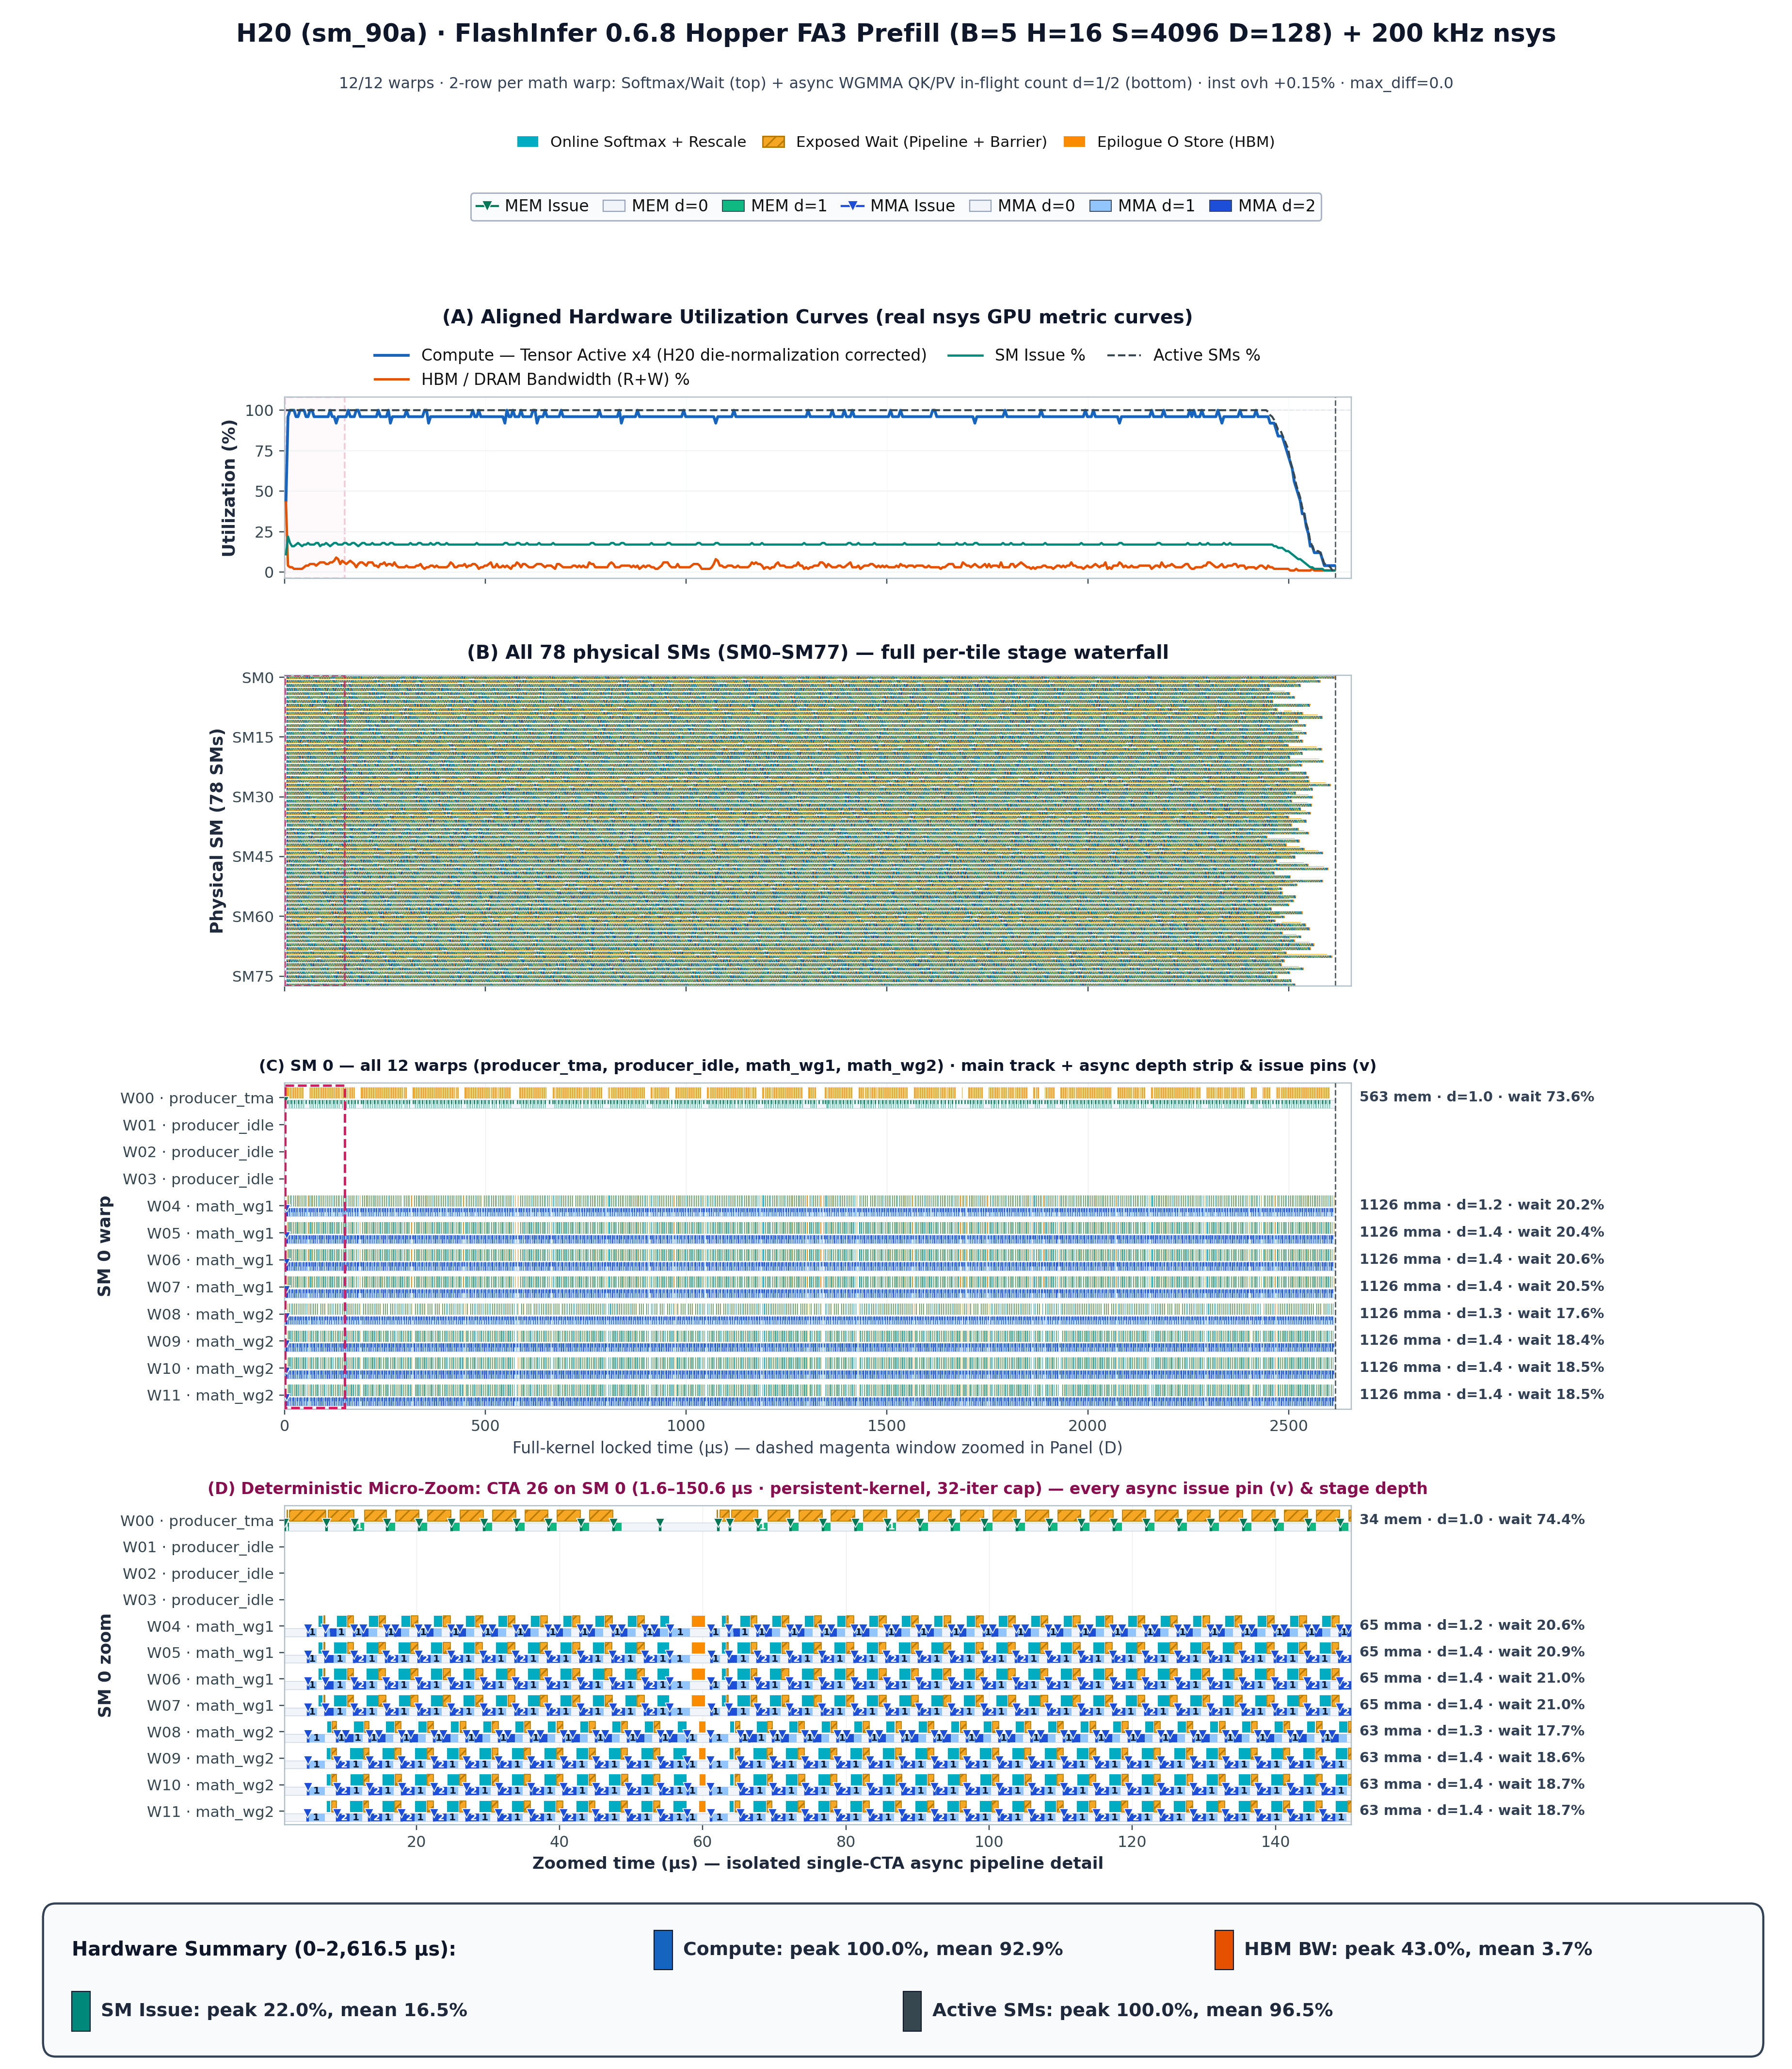 H20 (sm_90a) · FlashInfer 0.6.8 Hopper FA3 Prefill (B=5 H=16 S=4096 D=128) + 200 kHz nsys
12/12 warps · 2-row per math warp: Softmax/Wait (top) + async WGMMA QK/PV in-flight count d=1/2 (bottom) · inst ovh +0.15% · max_diff=0.0
Online Softmax + Rescale Exposed Wait (Pipeline + Barrier) Epilogue O Store (HBM)
MEM Issue MEM d=0 MEM d=1 MMA Issue MMA d=0 MMA d=1 MMA d=2
(A) Aligned Hardware Utilization Curves (real nsys GPU metric curves)
Compute — Tensor Active x4 (H20 die-normalization corrected) SM Issue % Active SMs %
HBM / DRAM Bandwidth (R+W) %
Utilization (%)
100
75
50
25
0
(B) All 78 physical SMs (SM0–SM77) — full per-tile stage waterfall
Physical SM (78 SMs)
SM0
SM15
SM30
SM45
SM60
SM75
(C) SM 0 — all 12 warps (producer_tma, producer_idle, math_wg1, math_wg2) · main track + async depth strip & issue pins (v)
SM 0 warp
W00 · producer_tma 563 mem · d=1.0 · wait 73.6%
W01 · producer_idle
W02 · producer_idle
W03 · producer_idle
W04 · math_wg1 1126 mma · d=1.2 · wait 20.2%
W05 · math_wg1 1126 mma · d=1.4 · wait 20.4%
W06 · math_wg1 1126 mma · d=1.4 · wait 20.6%
W07 · math_wg1 1126 mma · d=1.4 · wait 20.5%
W08 · math_wg2 1126 mma · d=1.3 · wait 17.6%
W09 · math_wg2 1126 mma · d=1.4 · wait 18.4%
W10 · math_wg2 1126 mma · d=1.4 · wait 18.5%
W11 · math_wg2 1126 mma · d=1.4 · wait 18.5%
0 500 1000 1500 2000 2500
Full-kernel locked time (μs) — dashed magenta window zoomed in Panel (D)
(D) Deterministic Micro-Zoom: CTA 26 on SM 0 (1.6–150.6 μs · persistent-kernel, 32-iter cap) — every async issue pin (v) & stage depth
SM 0 zoom
W00 · producer_tma 34 mem · d=1.0 · wait 74.4%
W01 · producer_idle
W02 · producer_idle
W03 · producer_idle
W04 · math_wg1 65 mma · d=1.2 · wait 20.6%
W05 · math_wg1 65 mma · d=1.4 · wait 20.9%
W06 · math_wg1 65 mma · d=1.4 · wait 21.0%
W07 · math_wg1 65 mma · d=1.4 · wait 21.0%
W08 · math_wg2 63 mma · d=1.3 · wait 17.7%
W09 · math_wg2 63 mma · d=1.4 · wait 18.6%
W10 · math_wg2 63 mma · d=1.4 · wait 18.7%
W11 · math_wg2 63 mma · d=1.4 · wait 18.7%
20 40 60 80 100 120 140
Zoomed time (μs) — isolated single-CTA async pipeline detail
Hardware Summary (0–2,616.5 μs): Compute: peak 100.0%, mean 92.9% HBM BW: peak 43.0%, mean 3.7%
SM Issue: peak 22.0%, mean 16.5% Active SMs: peak 100.0%, mean 96.5%